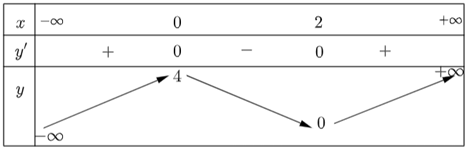 x −∞ 0 2 +∞
y′ + 0 − 0 +
4 +∞
y
0
−∞